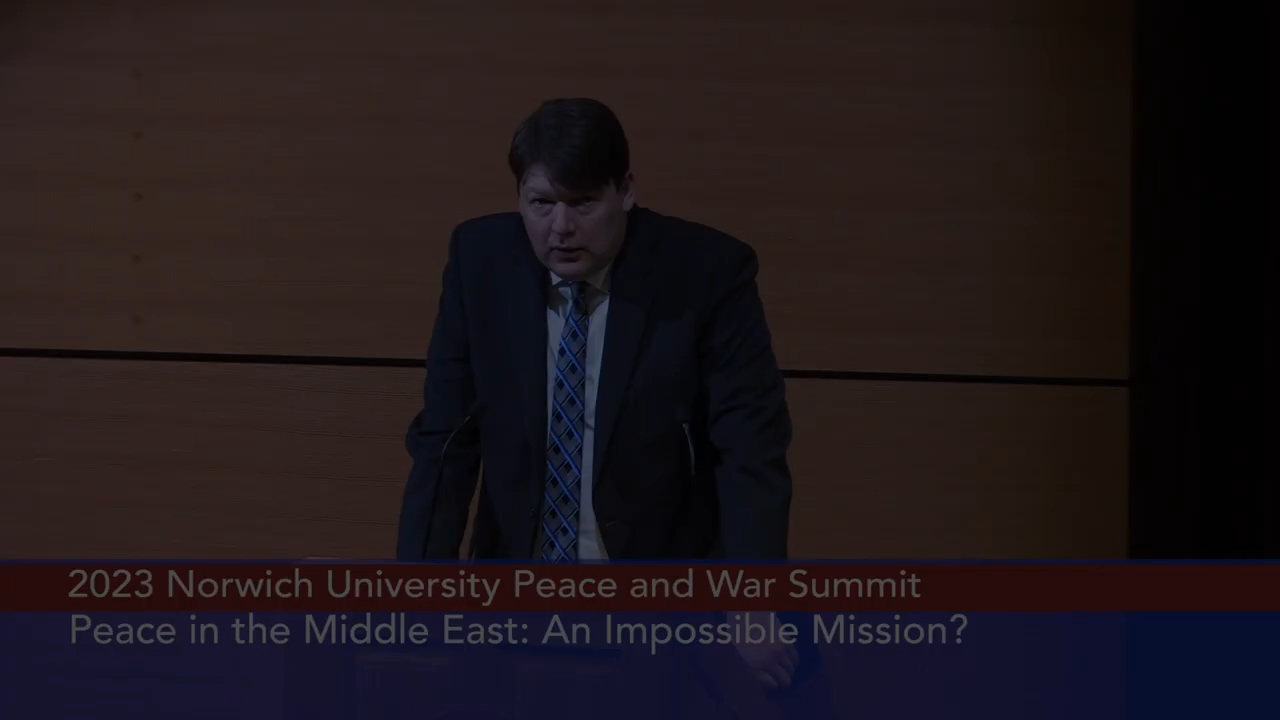 2023 Norwich University Peace and War Summit
Peace in the Middle East: An Impossible Mission?